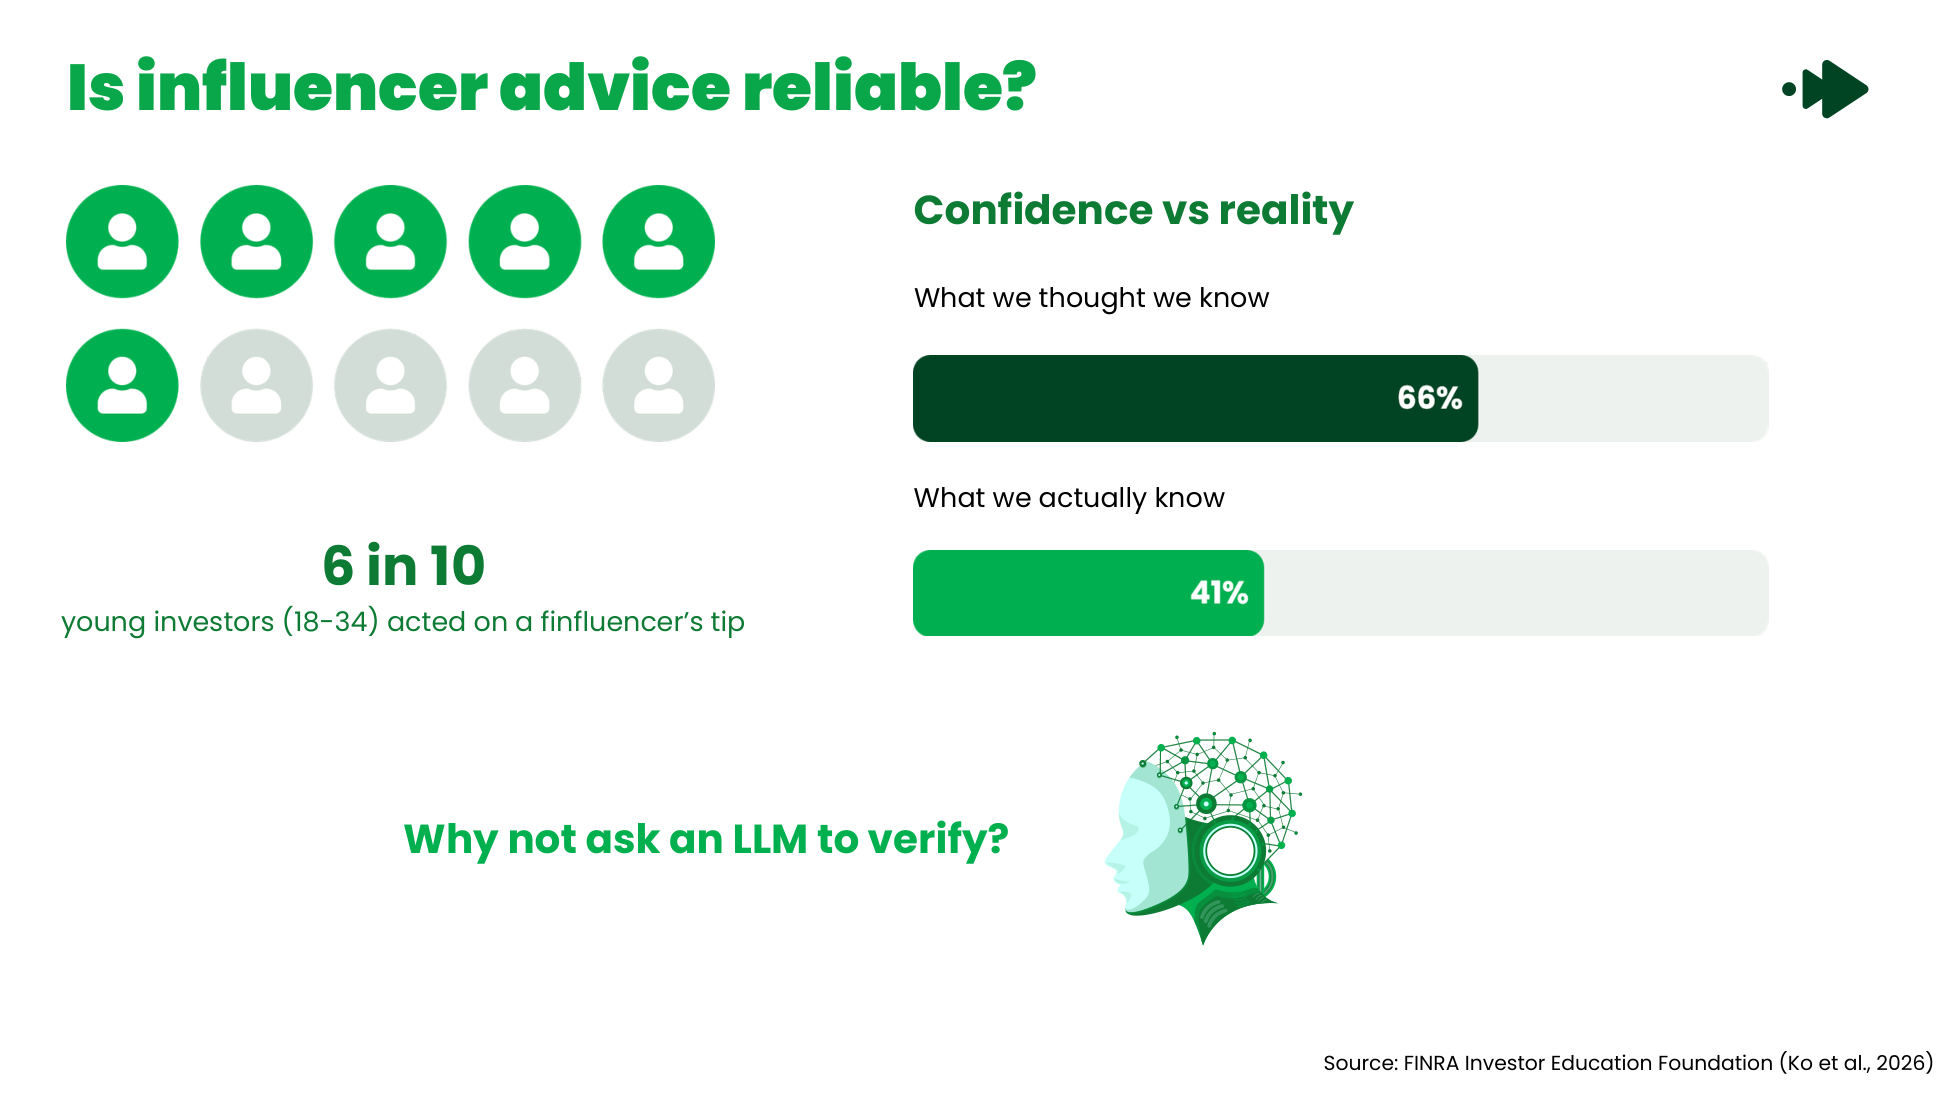 Is influencer advice reliable?
6 in 10
young investors (18-34) acted on a finfluencer’s tip
Confidence vs reality
What we thought we know
66%
What we actually know
41%
Why not ask an LLM to verify?
Source: FINRA Investor Education Foundation (Ko et al., 2026)